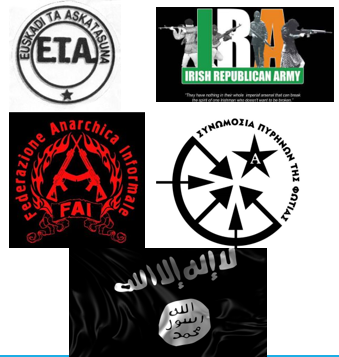 EUSKADI TA ASKATASUNA
E.T.A.
IRA
IRISH REPUBLICAN ARMY
"They have nothing in their whole Imperial arsenal that can break
the spirit of one Irishman who doesn't want to be broken."
Federazione Anarchica Informale
FAI
ΣΥΝΩΜΟΣΙΑ ΠΥΡΗΝΩΝ ΤΗΣ ΦΩΤΙΑΣ
A
لا إله إلا الله
الله
رسول
محمد